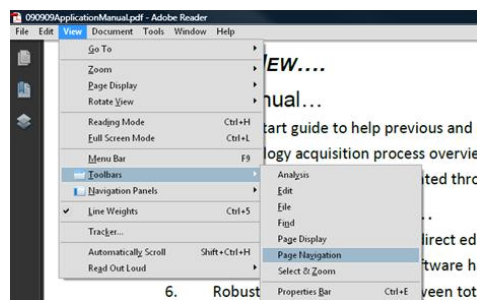 090909ApplicationManual.pdf - Adobe Reader
File Edit View Document Tools Window Help
Go To
Zoom
Page Display
Rotate View
Reading Mode Ctrl+H
Full Screen Mode Ctrl+L
Menu Bar F9
Toolbars
Navigation Panels
Line Weights Ctrl+5
Tracker...
Automatically Scroll Shift+Ctrl+H
Read Out Loud
Analysis
Edit
File
Find
Page Display
Page Navigation
Select & Zoom
Properties Bar Ctrl+E
EW....
nual...
tart guide to help previous and
logy acquisition process overvie
ated thro
direct ed
tware h
6. Robust
ween tot